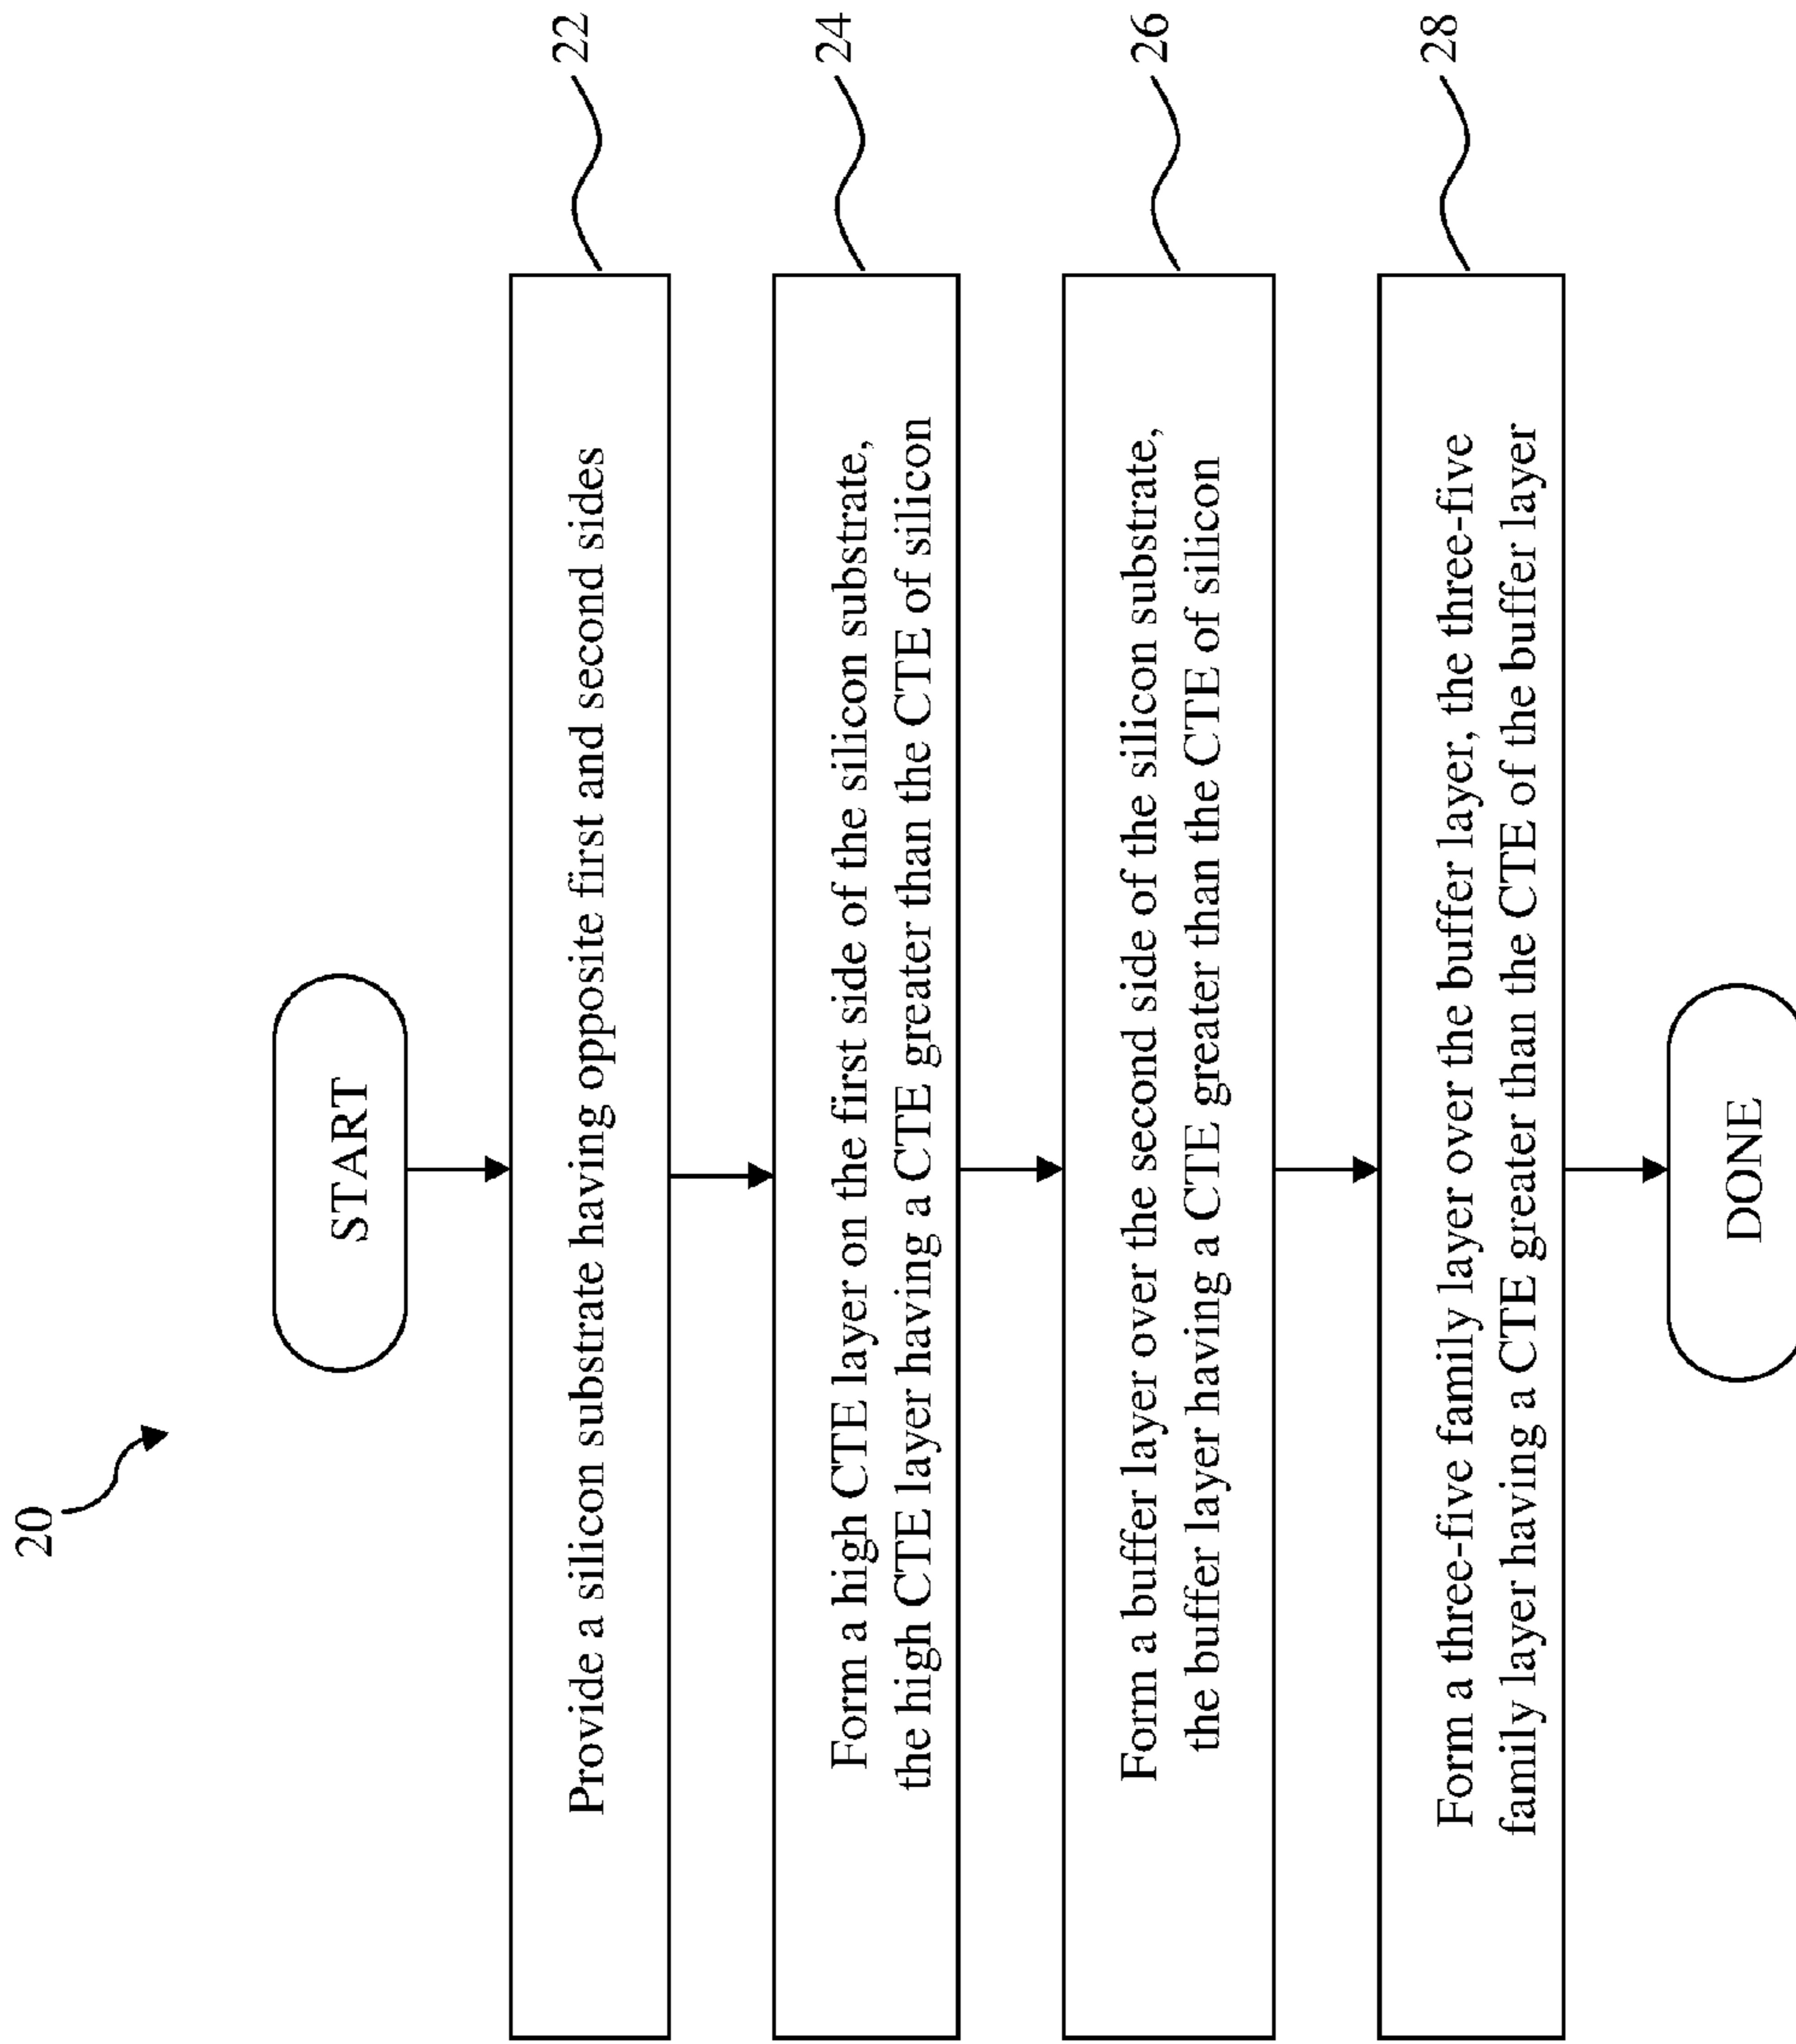 20
START
Provide a silicon substrate having opposite first and second sides
22
Form a high CTE layer on the first side of the silicon substrate,
the high CTE layer having a CTE greater than the CTE of silicon
24
Form a buffer layer over the second side of the silicon substrate,
the buffer layer having a CTE greater than the CTE of silicon
26
Form a three-five family layer over the buffer layer, the three-five
family layer having a CTE greater than the CTE of the buffer layer
28
DONE